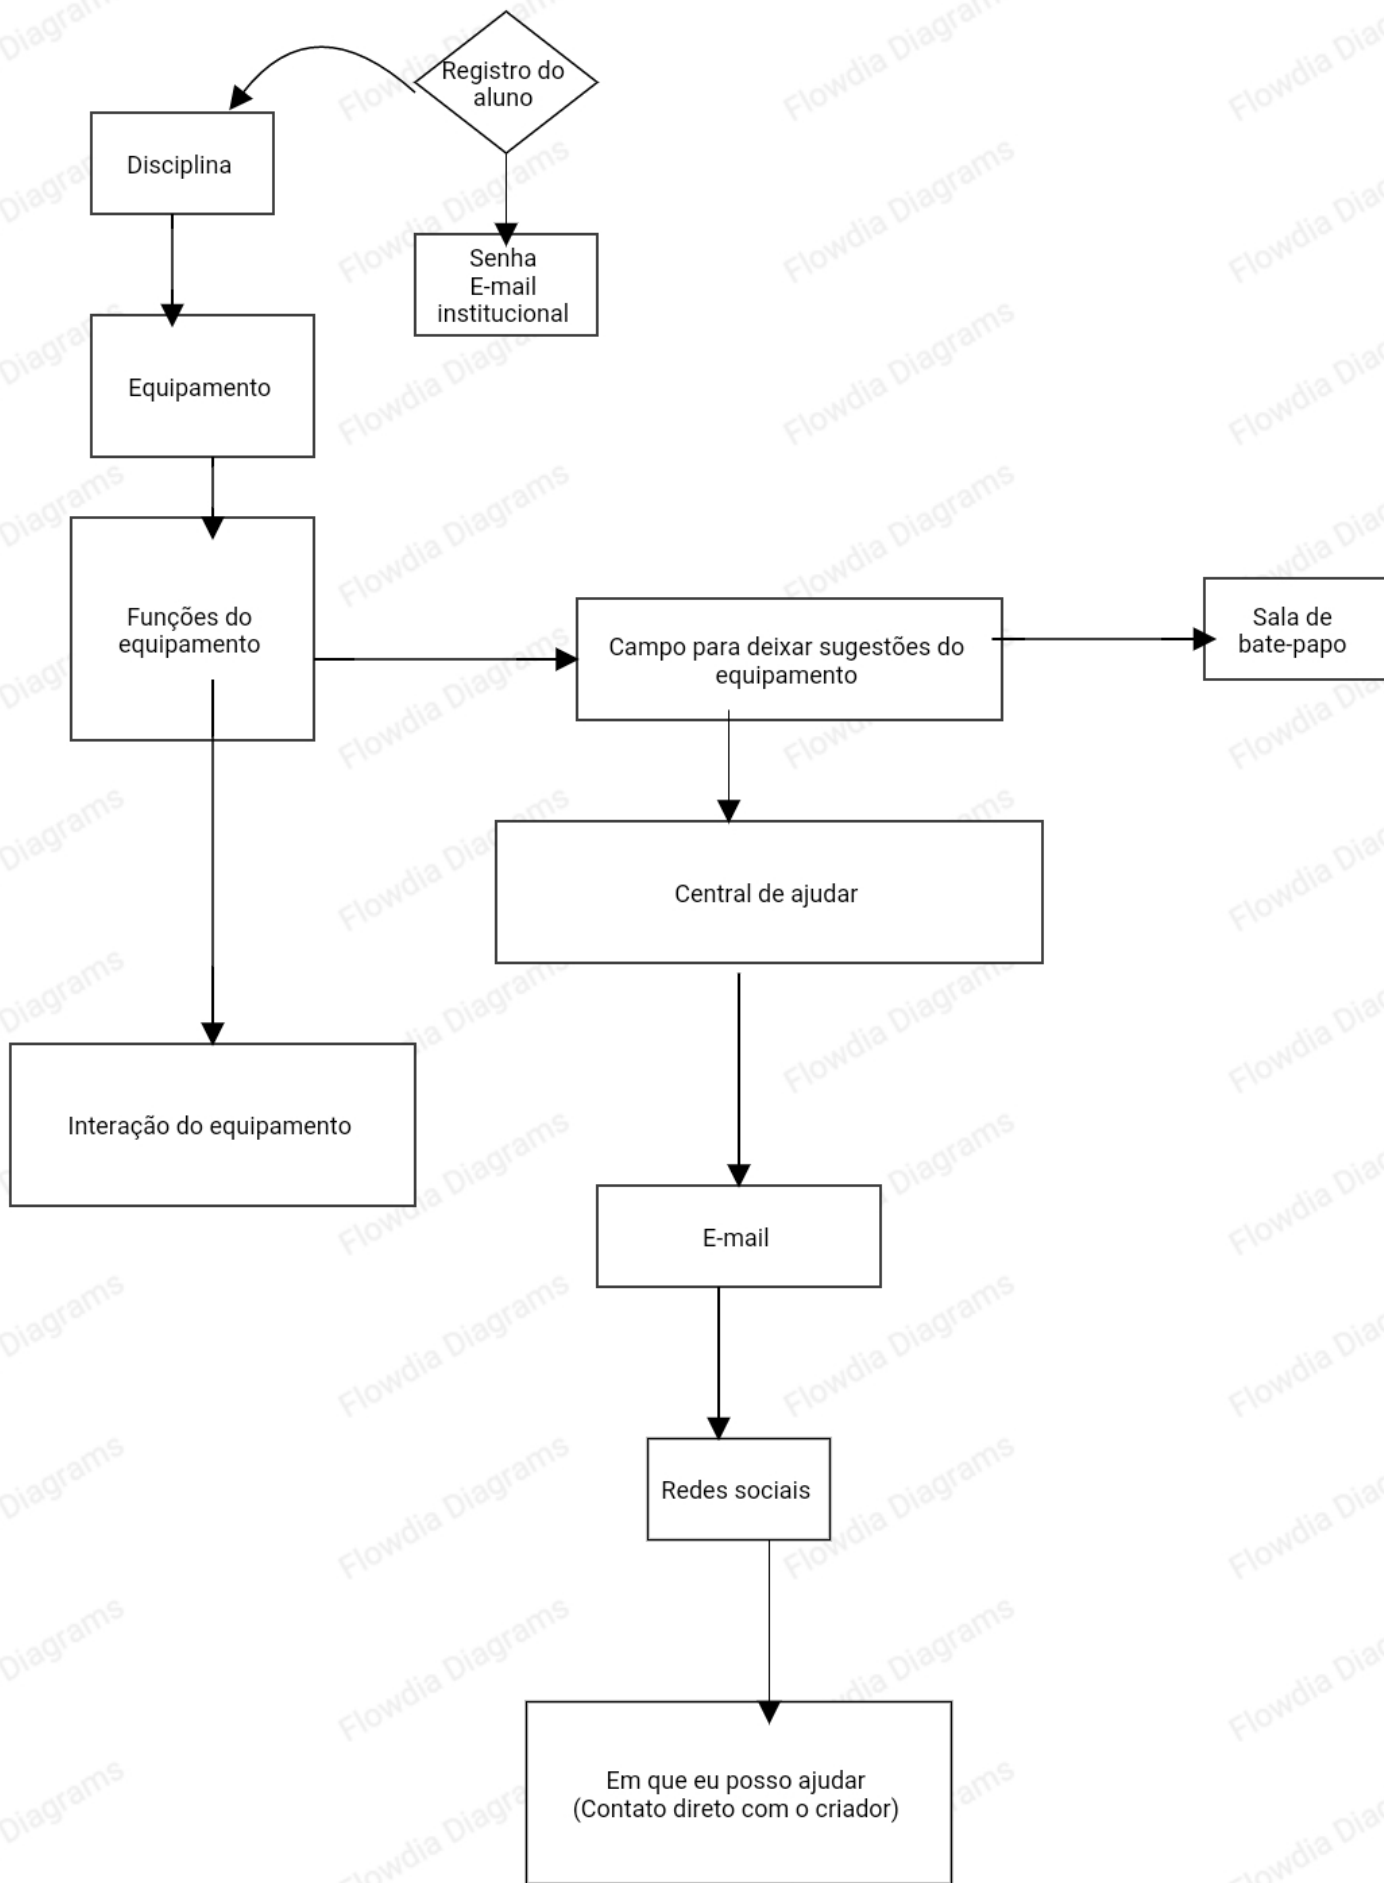 Registro do
aluno
Disciplina
Senha
E-mail
institucional
Equipamento
Funções do
equipamento
Campo para deixar sugestões do
equipamento
Sala de
bate-papo
Central de ajudar
Interação do equipamento
E-mail
Redes sociais
Em que eu posso ajudar
(Contato direto com o criador)
Flowdia Diagrams